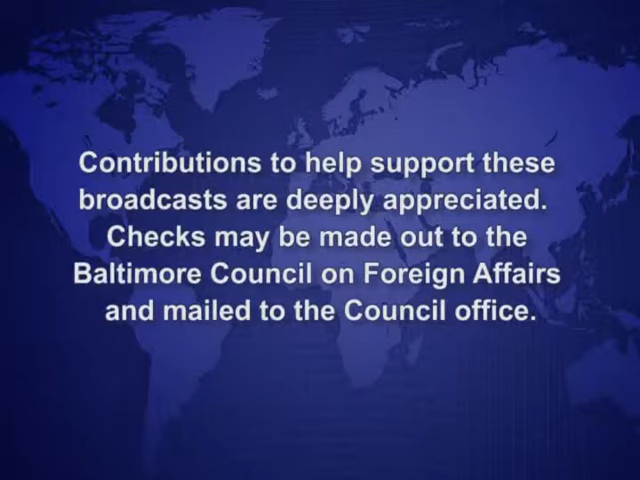 Contributions to help support these
broadcasts are deeply appreciated.
Checks may be made out to the
Baltimore Council on Foreign Affairs
and mailed to the Council office.